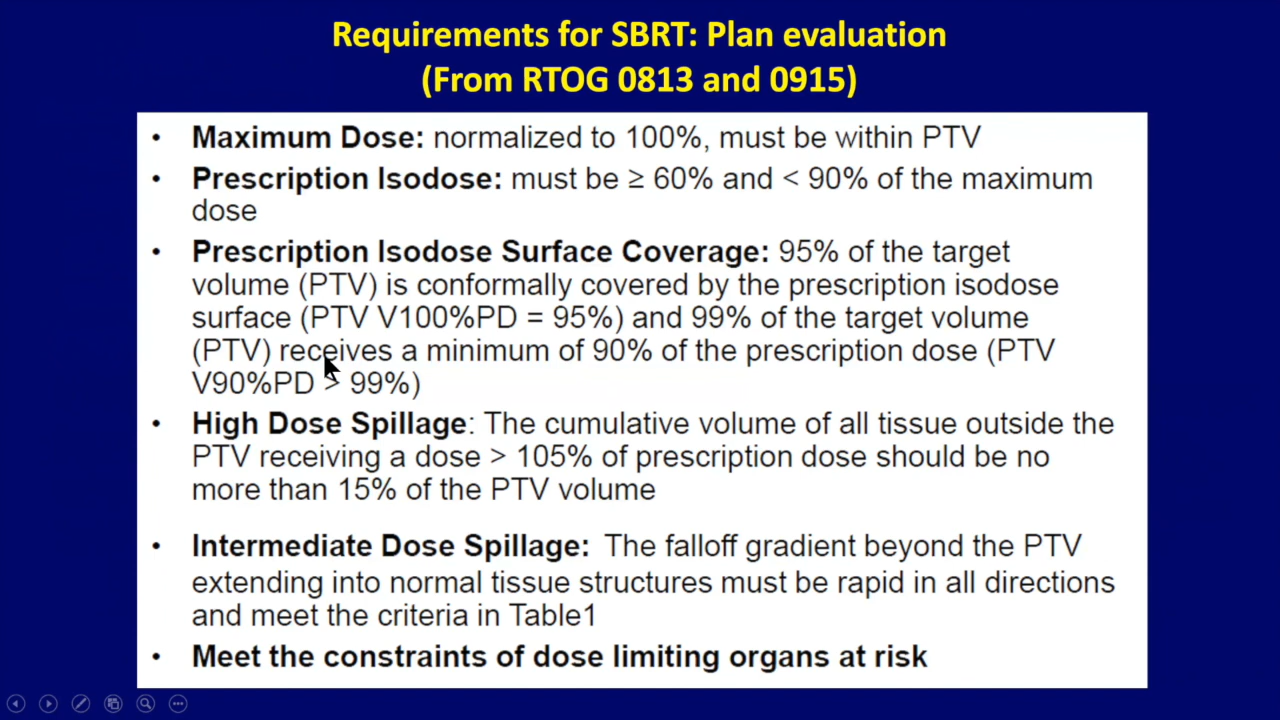 Requirements for SBRT: Plan evaluation
(From RTOG 0813 and 0915)
• Maximum Dose: normalized to 100%, must be within PTV
• Prescription Isodose: must be ≥ 60% and < 90% of the maximum
dose
• Prescription Isodose Surface Coverage: 95% of the target
volume (PTV) is conformally covered by the prescription isodose
surface (PTV V100%PD = 95%) and 99% of the target volume
(PTV) receives a minimum of 90% of the prescription dose (PTV
V90%PD > 99%)
• High Dose Spillage: The cumulative volume of all tissue outside the
PTV receiving a dose > 105% of prescription dose should be no
more than 15% of the PTV volume
• Intermediate Dose Spillage: The falloff gradient beyond the PTV
extending into normal tissue structures must be rapid in all directions
and meet the criteria in Table1
• Meet the constraints of dose limiting organs at risk